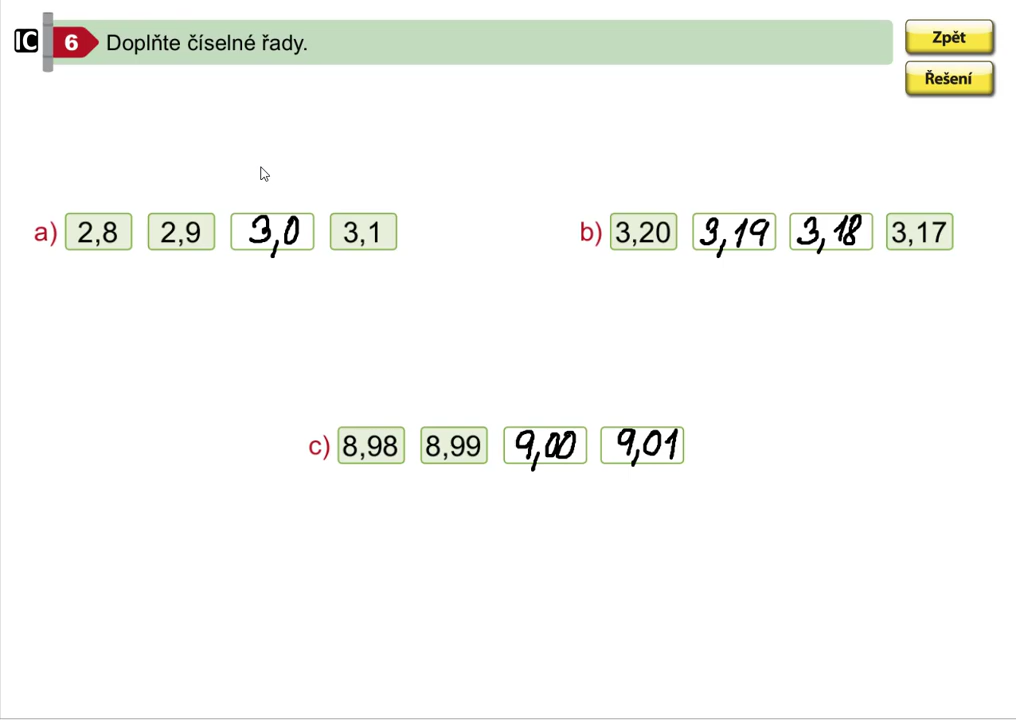 IC 6 Doplňte číselné řady. Zpět
Řešení
a) 2,8 2,9 3,0 3,1
b) 3,20 3,19 3,18 3,17
c) 8,98 8,99 9,00 9,01